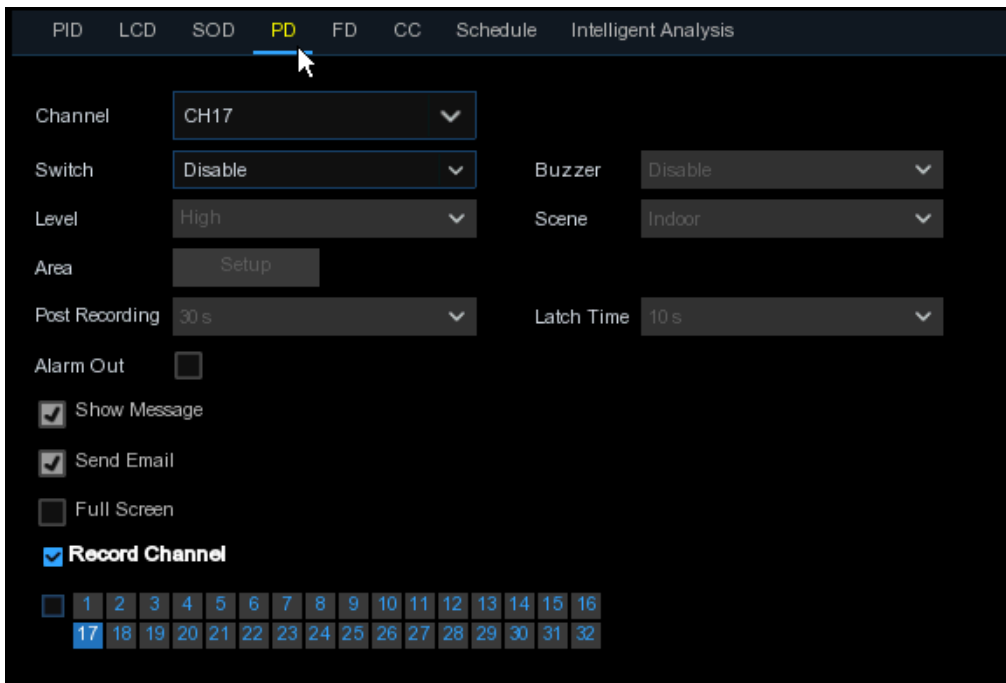 PID LCD SOD PD FD CC Schedule Intelligent Analysis
Channel CH17
Switch Disable Buzzer Disable
Level High Scene Indoor
Area Setup
Post Recording 30 s Latch Time 10 s
Alarm Out
Show Message
Send Email
Full Screen
Record Channel
1 2 3 4 5 6 7 8 9 10 11 12 13 14 15 16
17 18 19 20 21 22 23 24 25 26 27 28 29 30 31 32